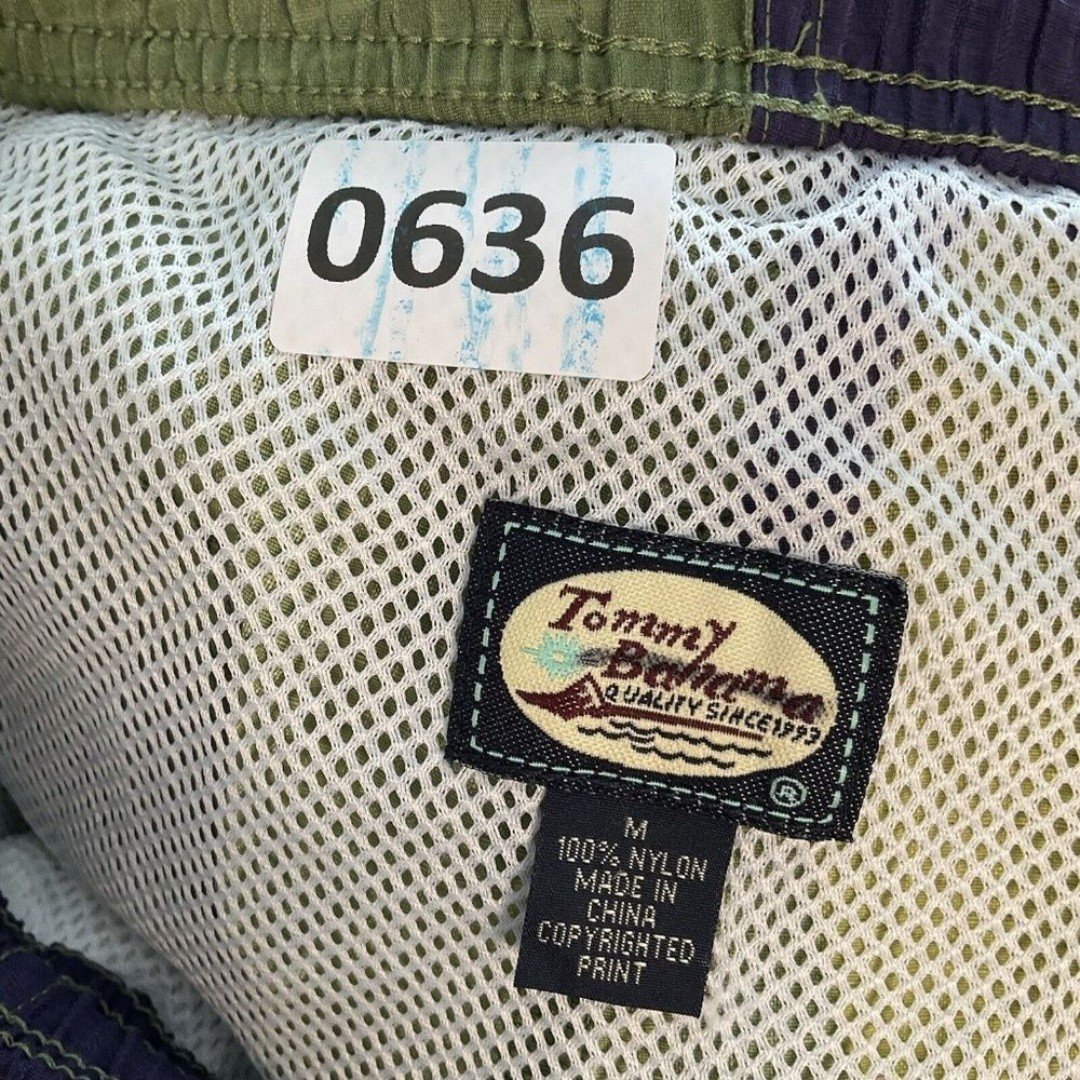 0636
Tommy
Bahama
QUALITY SINCE 1993
®
M
100% NYLON
MADE IN
CHINA
COPYRIGHTED
PRINT